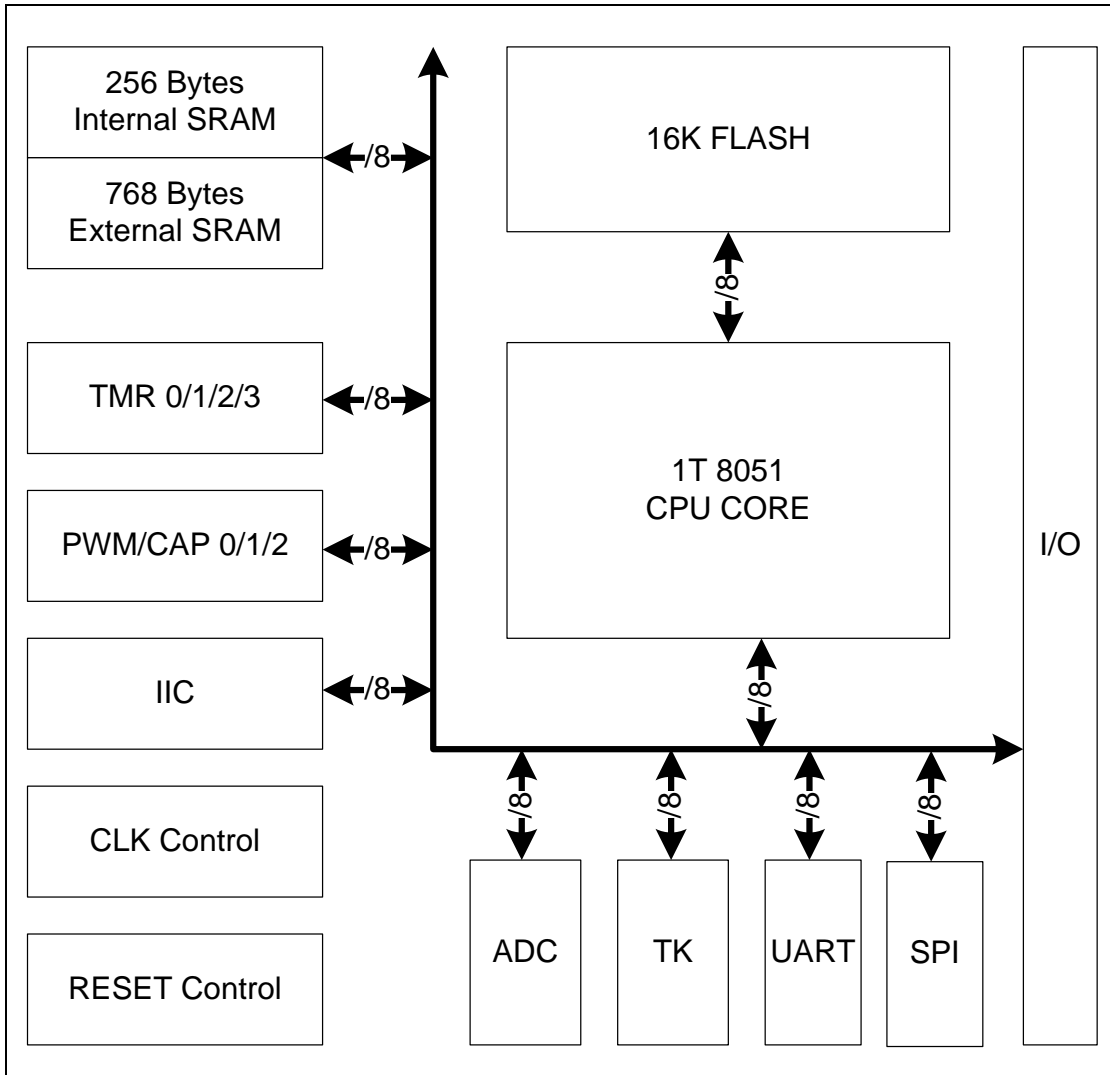 256 Bytes
Internal SRAM
768 Bytes
External SRAM
/8
16K FLASH
/8
TMR 0/1/2/3
/8
1T 8051
CPU CORE
PWM/CAP 0/1/2
/8
I/O
IIC
/8
/8
CLK Control
/8
/8
/8
/8
ADC
TK
UART
SPI
RESET Control